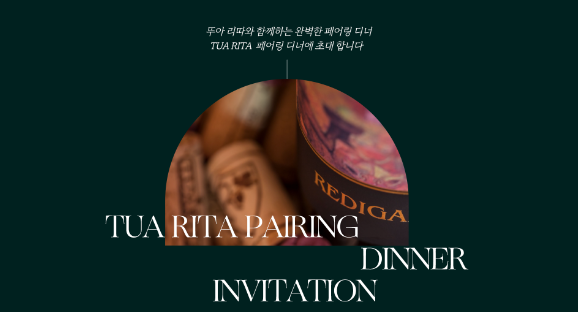 뚜아 리따와 함께하는 완벽한 페어링 디너
TUA RITA 페어링 디너에 초대 합니다
REDIGA
TUA RITA PAIRING
DINNER
INVITATION